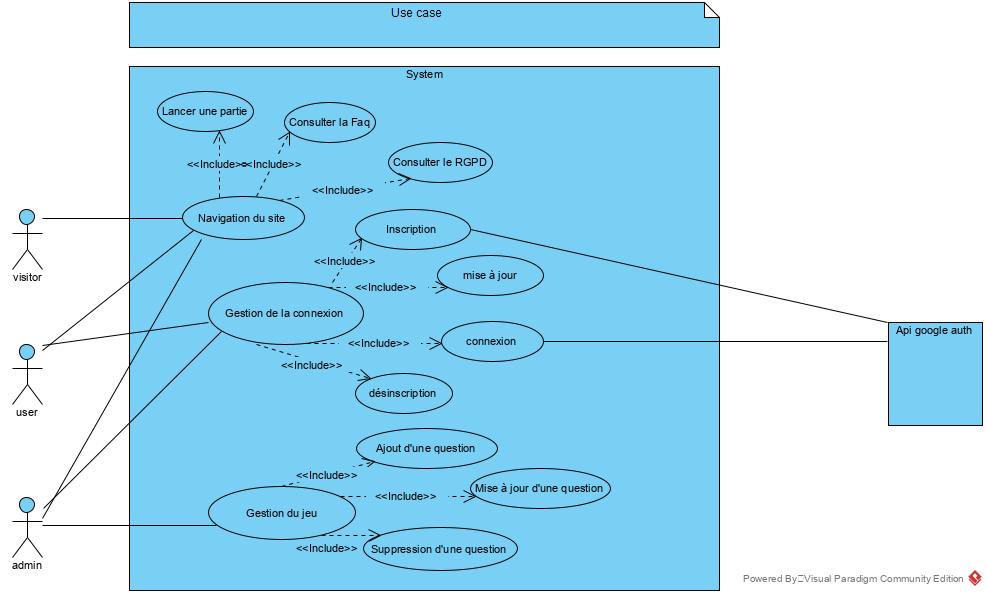 Use case
System
Lancer une partie
Consulter la Faq
<<Include>>
<<Include>>
Consulter le RGPD
<<Include>>
Navigation du site
visitor
Inscription
<<Include>>
mise à jour
<<Include>>
Gestion de la connexion
Api google auth
connexion
<<Include>>
<<Include>>
désinscription
user
Ajout d'une question
<<Include>>
Mise à jour d'une question
<<Include>>
Gestion du jeu
<<Include>>
Suppression d'une question
admin
Powered By Visual Paradigm Community Edition